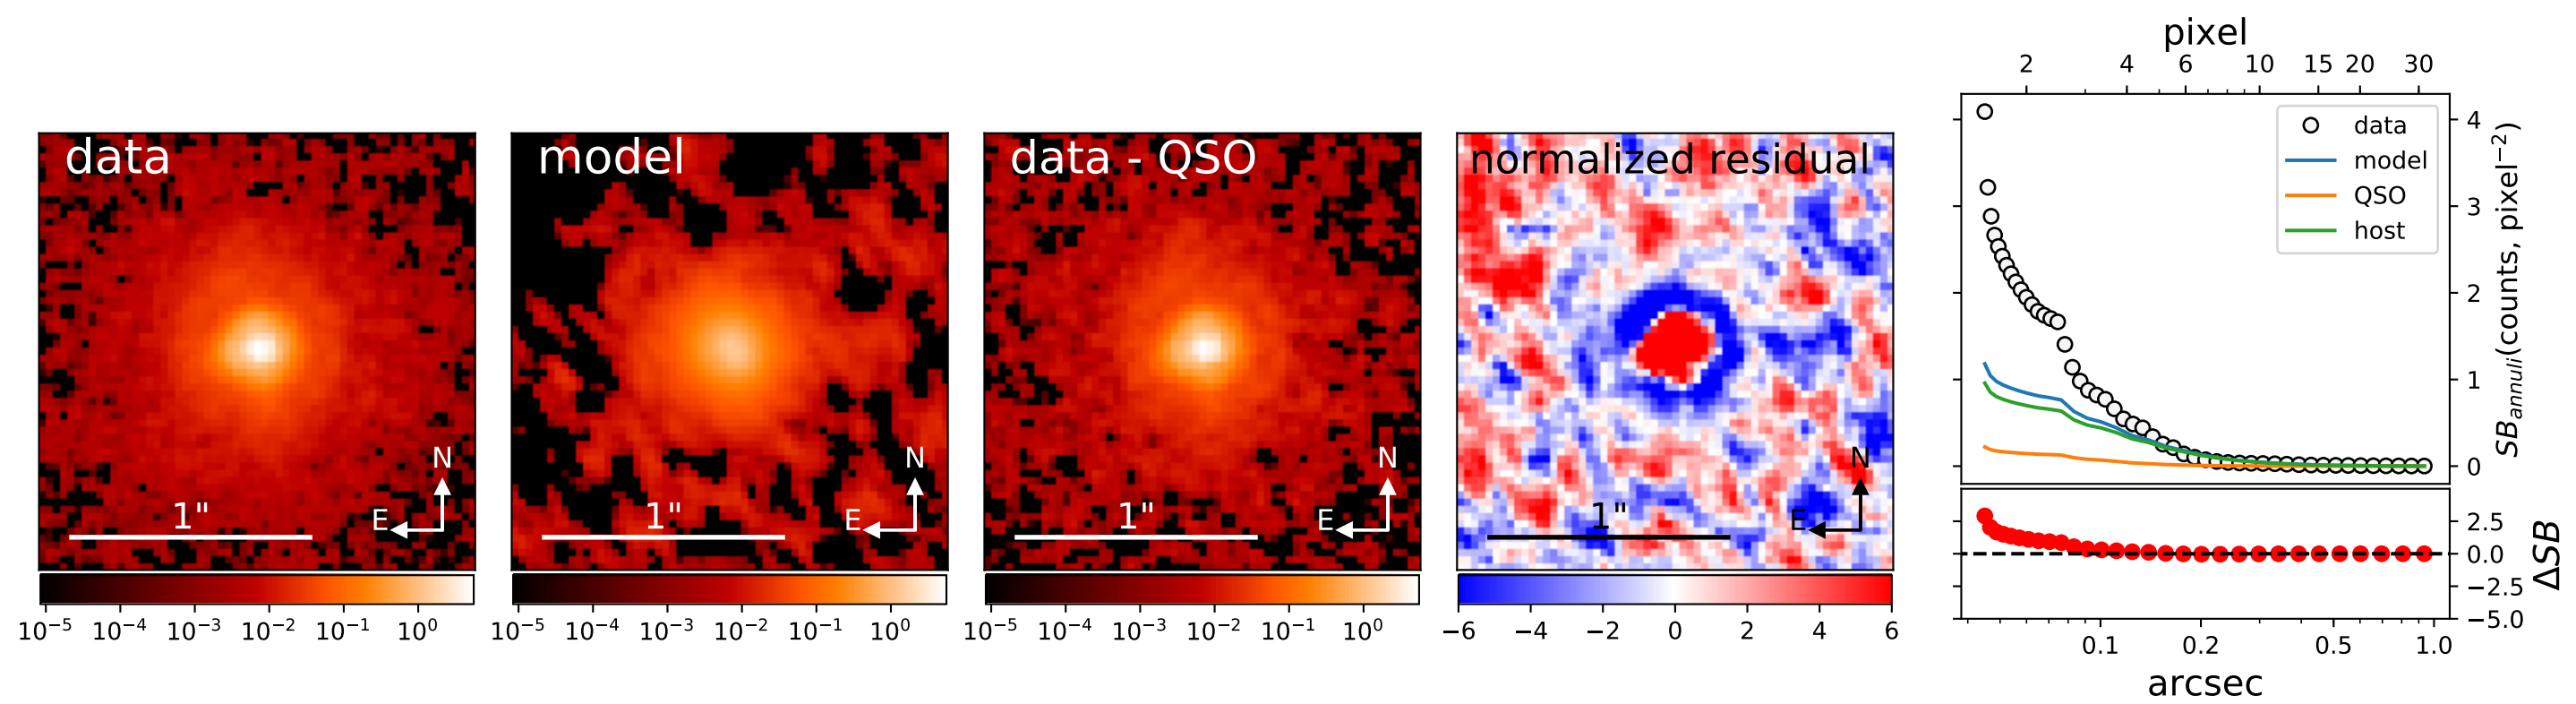 data
N
E
1"
10⁻⁵ 10⁻⁴ 10⁻³ 10⁻² 10⁻¹ 10⁰
model
N
E
1"
10⁻⁵ 10⁻⁴ 10⁻³ 10⁻² 10⁻¹ 10⁰
data - QSO
N
E
1"
10⁻⁵ 10⁻⁴ 10⁻³ 10⁻² 10⁻¹ 10⁰
normalized residual
N
E
1"
−6 −4 −2 0 2 4 6
pixel
2 4 6 10 15 20 30
data
model
QSO
host
4
3
2
1
0
SB_annuli(counts, pixel⁻²)
2.5
0.0
−2.5
−5.0
ΔSB
0.1 0.2 0.5 1.0
arcsec